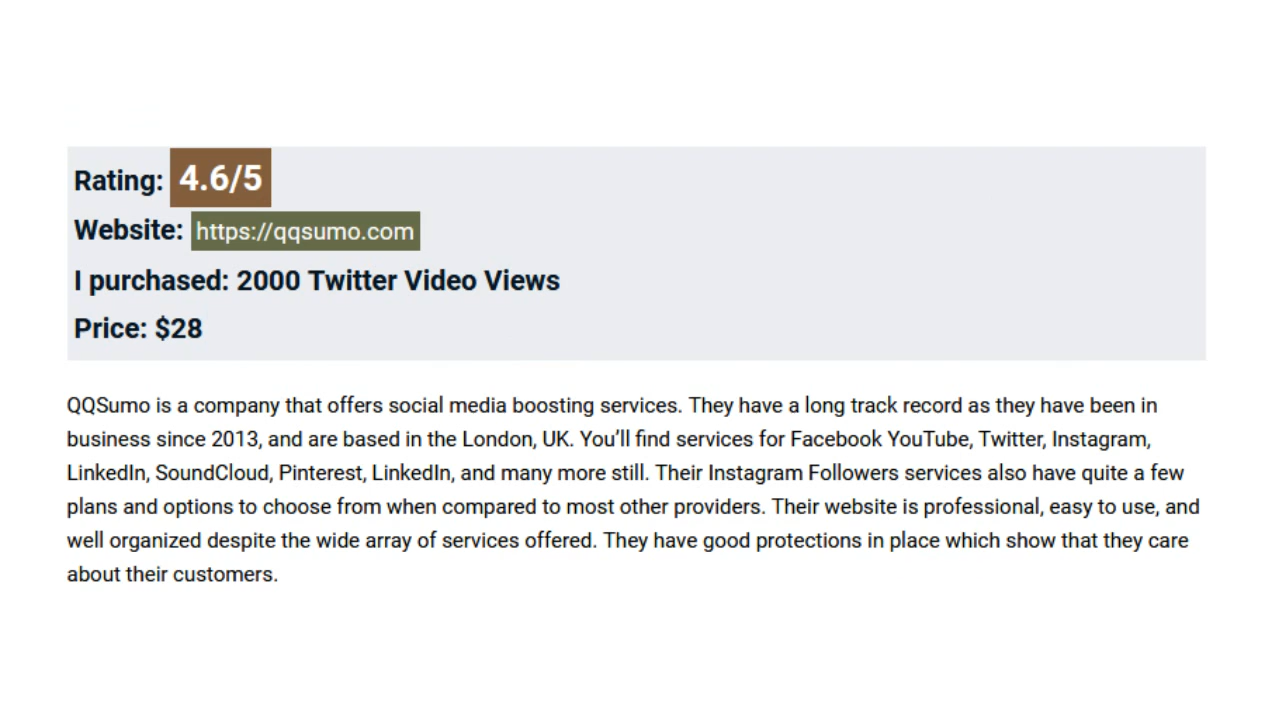 Rating: 4.6/5
Website: https://qqsumo.com
I purchased: 2000 Twitter Video Views
Price: $28
QQSumo is a company that offers social media boosting services. They have a long track record as they have been in
business since 2013, and are based in the London, UK. You’ll find services for Facebook YouTube, Twitter, Instagram,
LinkedIn, SoundCloud, Pinterest, LinkedIn, and many more still. Their Instagram Followers services also have quite a few
plans and options to choose from when compared to most other providers. Their website is professional, easy to use, and
well organized despite the wide array of services offered. They have good protections in place which show that they care
about their customers.